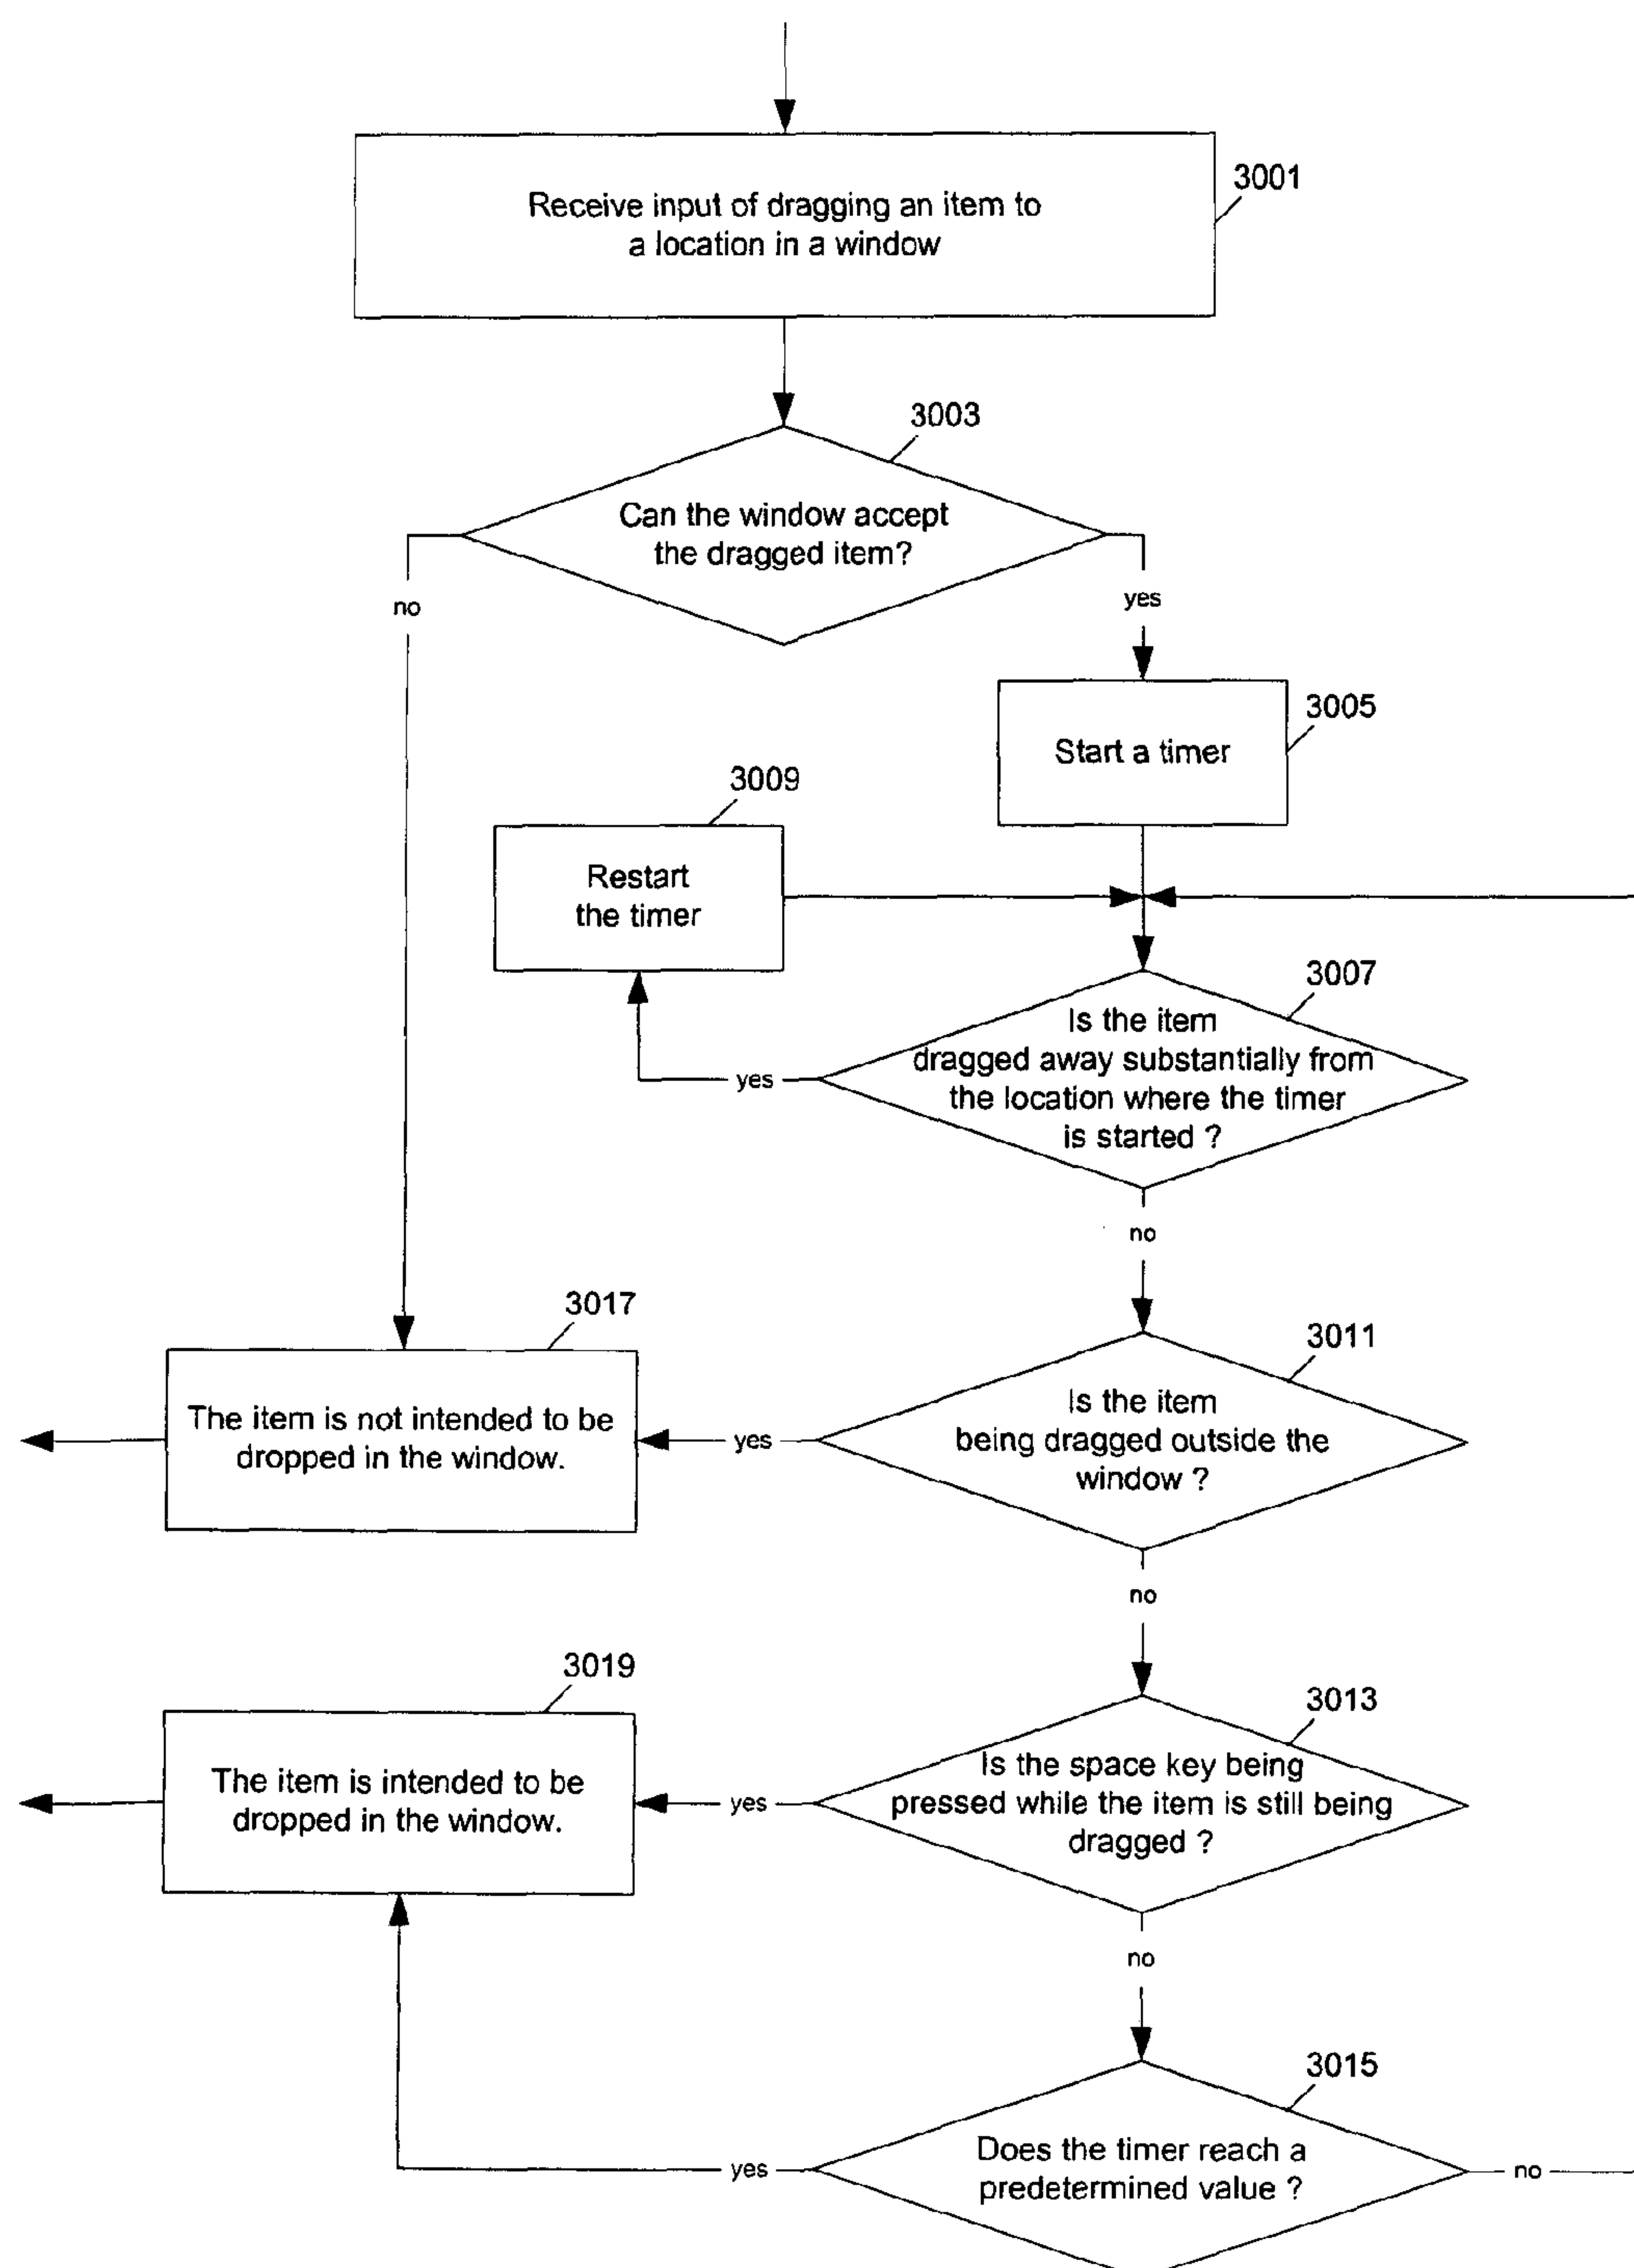 3001
Receive input of dragging an item to
a location in a window
3003
Can the window accept
the dragged item?
no
yes
3005
Start a timer
3009
Restart
the timer
3007
Is the item
dragged away substantially from
the location where the timer
is started ?
yes
no
3017
The item is not intended to be
dropped in the window.
3011
Is the item
being dragged outside the
window ?
yes
no
3019
The item is intended to be
dropped in the window.
3013
Is the space key being
pressed while the item is still being
dragged ?
yes
no
3015
Does the timer reach a
predetermined value ?
yes
no